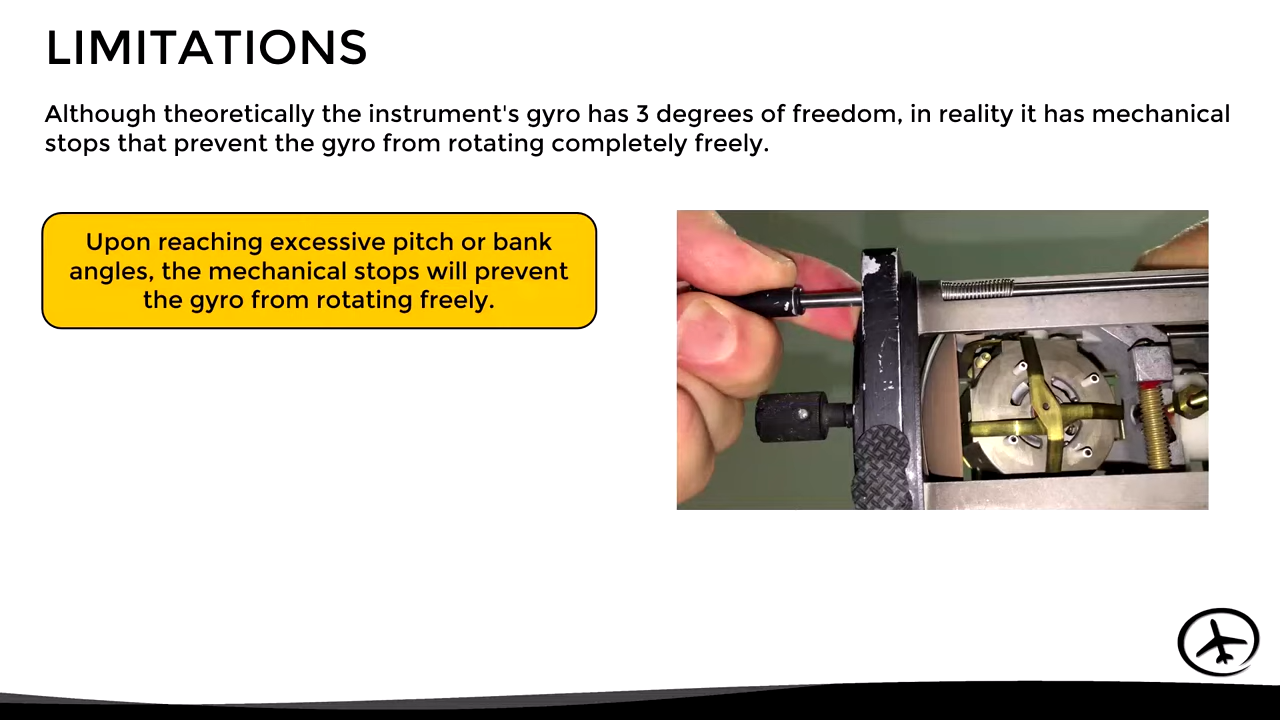 LIMITATIONS
Although theoretically the instrument's gyro has 3 degrees of freedom, in reality it has mechanical
stops that prevent the gyro from rotating completely freely.
Upon reaching excessive pitch or bank
angles, the mechanical stops will prevent
the gyro from rotating freely.